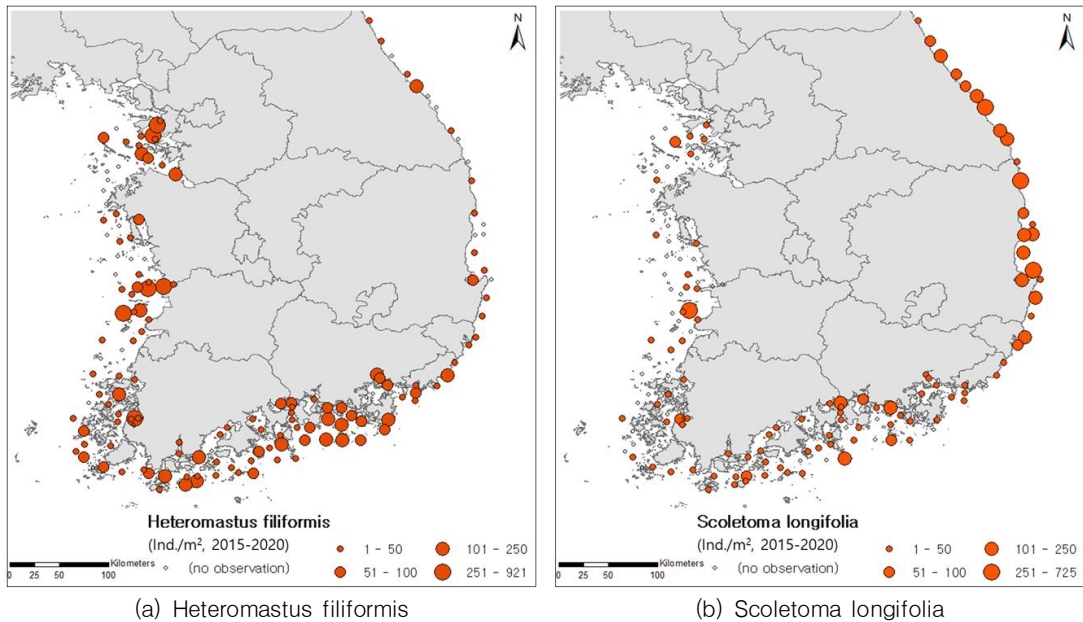 N
Heteromastus filiformis
(Ind./m², 2015-2020)
1 - 50
101 - 250
51 - 100
251 - 921
(no observation)
Kilometers
0 25 50 100
(a) Heteromastus filiformis
N
Scoletoma longifolia
(Ind./m², 2015-2020)
1 - 50
101 - 250
51 - 100
251 - 725
(no observation)
Kilometers
0 25 50 100
(b) Scoletoma longifolia